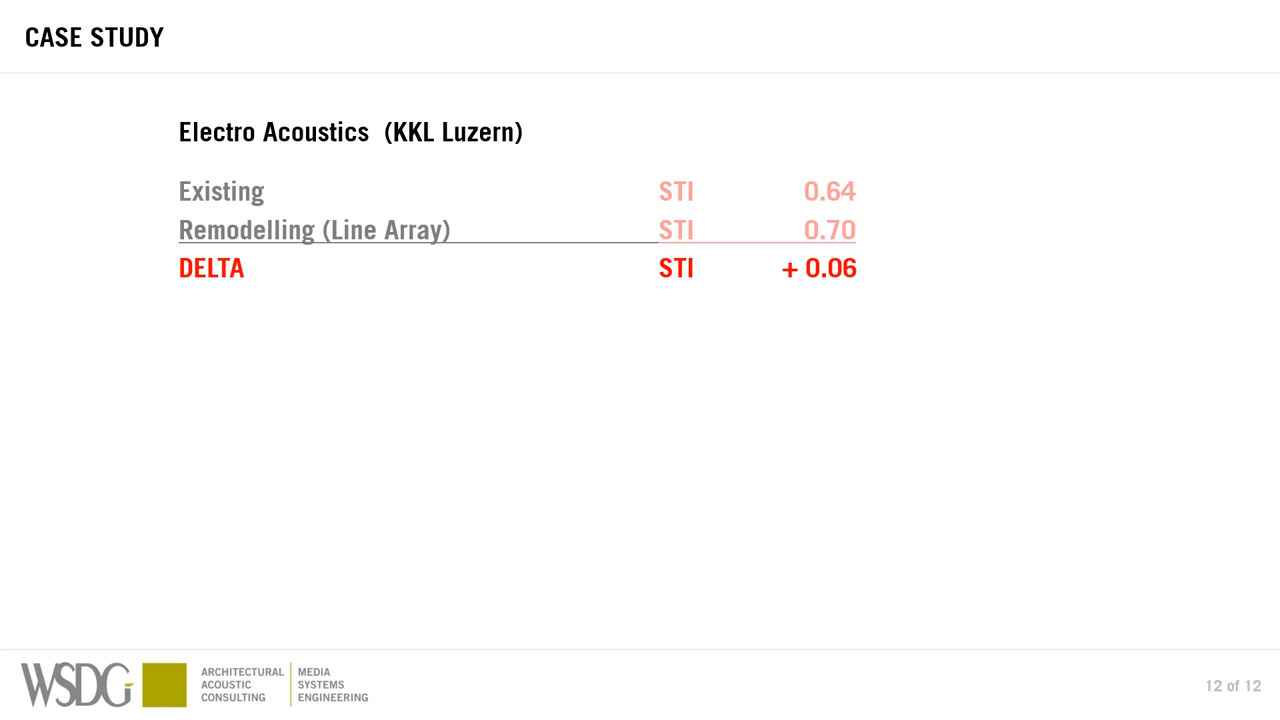 CASE STUDY
Electro Acoustics (KKL Luzern)
Existing STI 0.64
Remodelling (Line Array) STI 0.70
DELTA STI + 0.06
WSDG
ARCHITECTURAL
ACOUSTIC
CONSULTING
MEDIA
SYSTEMS
ENGINEERING
12 of 12